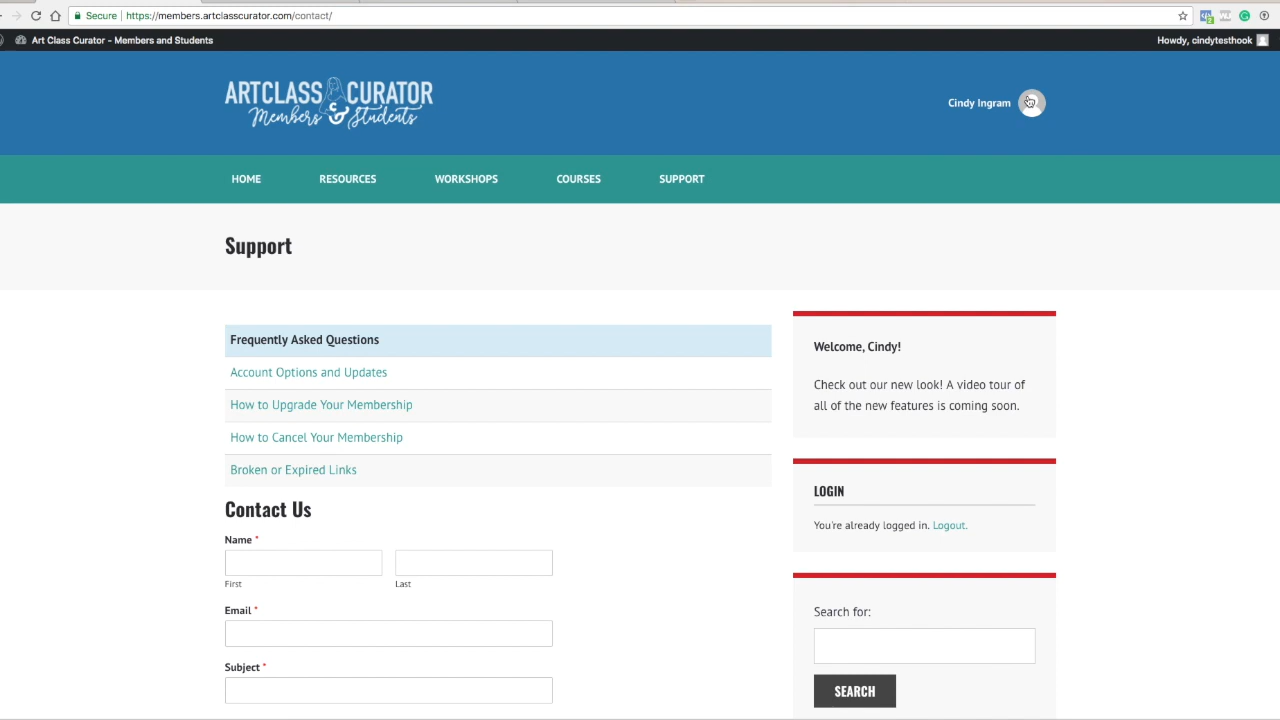 Secure https://members.artclasscurator.com/contact/
Art Class Curator - Members and Students
Howdy, cindytesthook
ARTCLASS CURATOR
Members & Students
Cindy Ingram
HOME RESOURCES WORKSHOPS COURSES SUPPORT
Support
Frequently Asked Questions
Account Options and Updates
How to Upgrade Your Membership
How to Cancel Your Membership
Broken or Expired Links
Contact Us
Name *
First Last
Email *
Subject *
Welcome, Cindy!
Check out our new look! A video tour of
all of the new features is coming soon.
LOGIN
You're already logged in. Logout.
Search for:
SEARCH